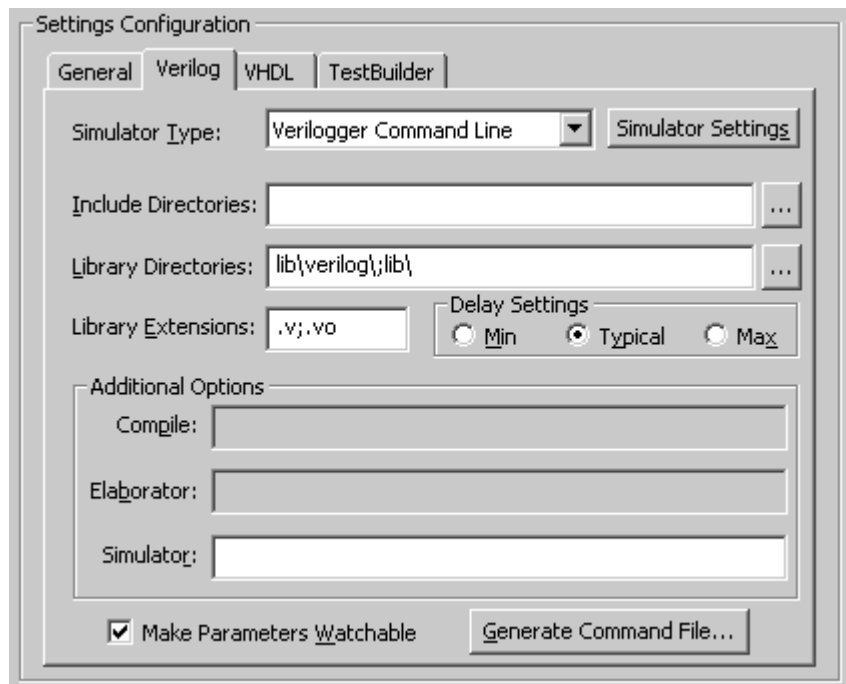 Settings Configuration
General Verilog VHDL TestBuilder
Simulator Type: Verilogger Command Line Simulator Settings
Include Directories: ...
Library Directories: lib\verilog\;lib\ ...
Library Extensions: .v;.vo
Delay Settings
Min Typical Max
Additional Options
Compile:
Elaborator:
Simulator:
Make Parameters Watchable Generate Command File...